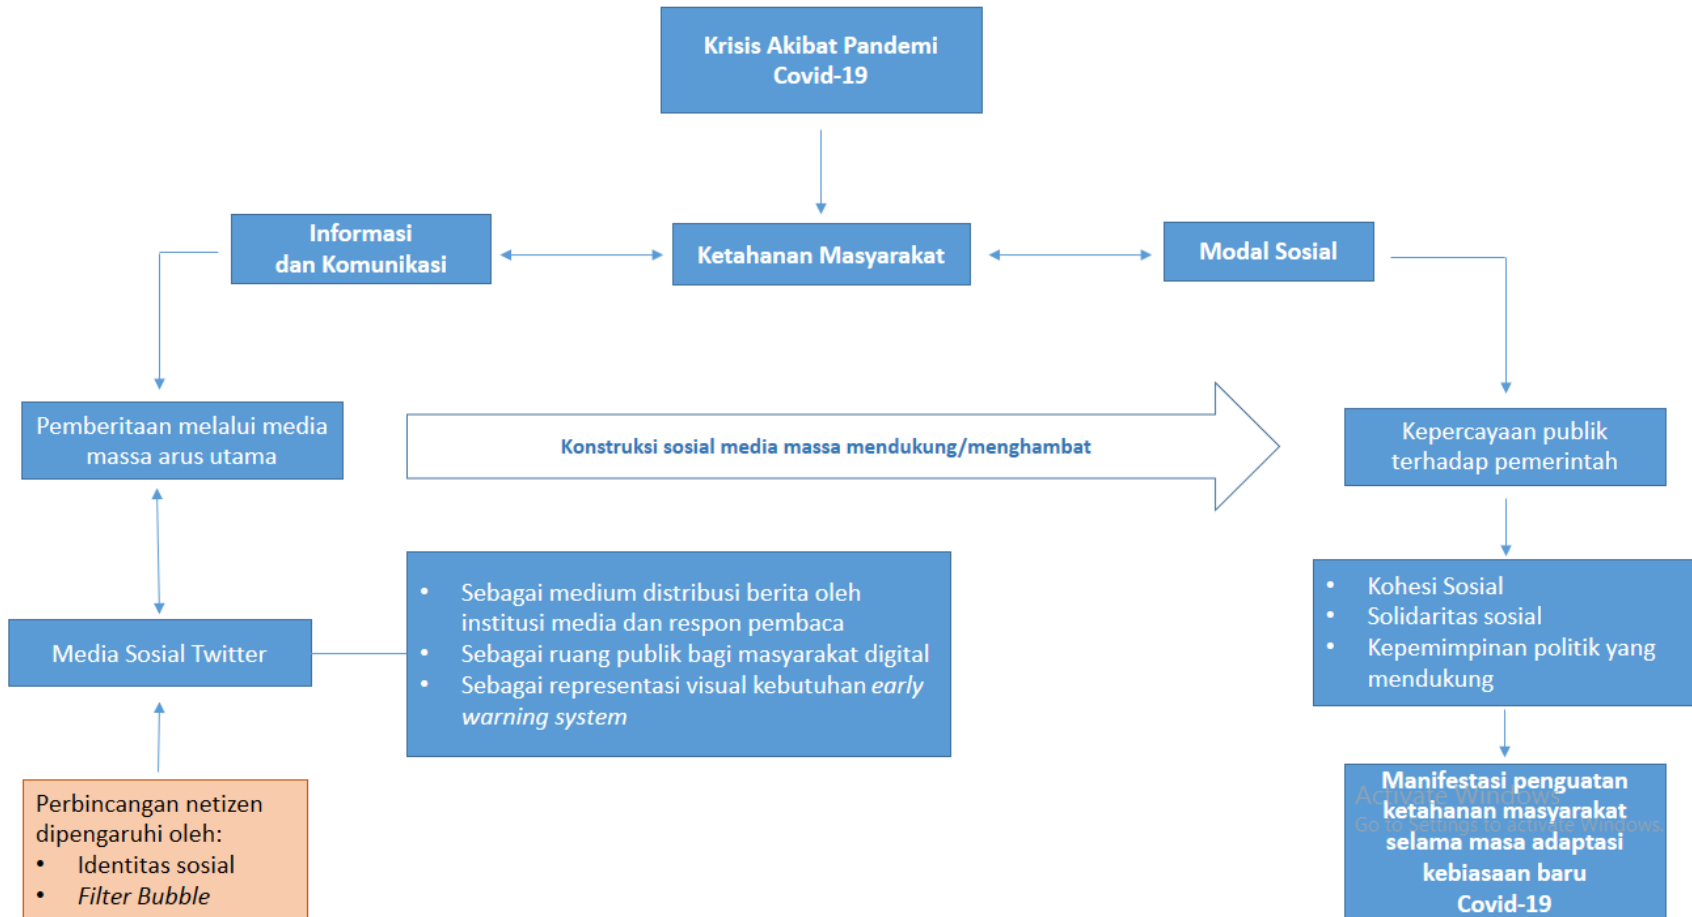 Krisis Akibat Pandemi
Covid-19
Informasi
dan Komunikasi
Ketahanan Masyarakat
Modal Sosial
Pemberitaan melalui media
massa arus utama
Konstruksi sosial media massa mendukung/menghambat
Kepercayaan publik
terhadap pemerintah
Media Sosial Twitter
• Sebagai medium distribusi berita oleh
institusi media dan respon pembaca
• Sebagai ruang publik bagi masyarakat digital
• Sebagai representasi visual kebutuhan early
warning system
• Kohesi Sosial
• Solidaritas sosial
• Kepemimpinan politik yang
mendukung
Perbincangan netizen
dipengaruhi oleh:
• Identitas sosial
• Filter Bubble
Manifestasi penguatan
ketahanan masyarakat
selama masa adaptasi
kebiasaan baru
Covid-19
Activate Windows
Go to Settings to activate Windows.